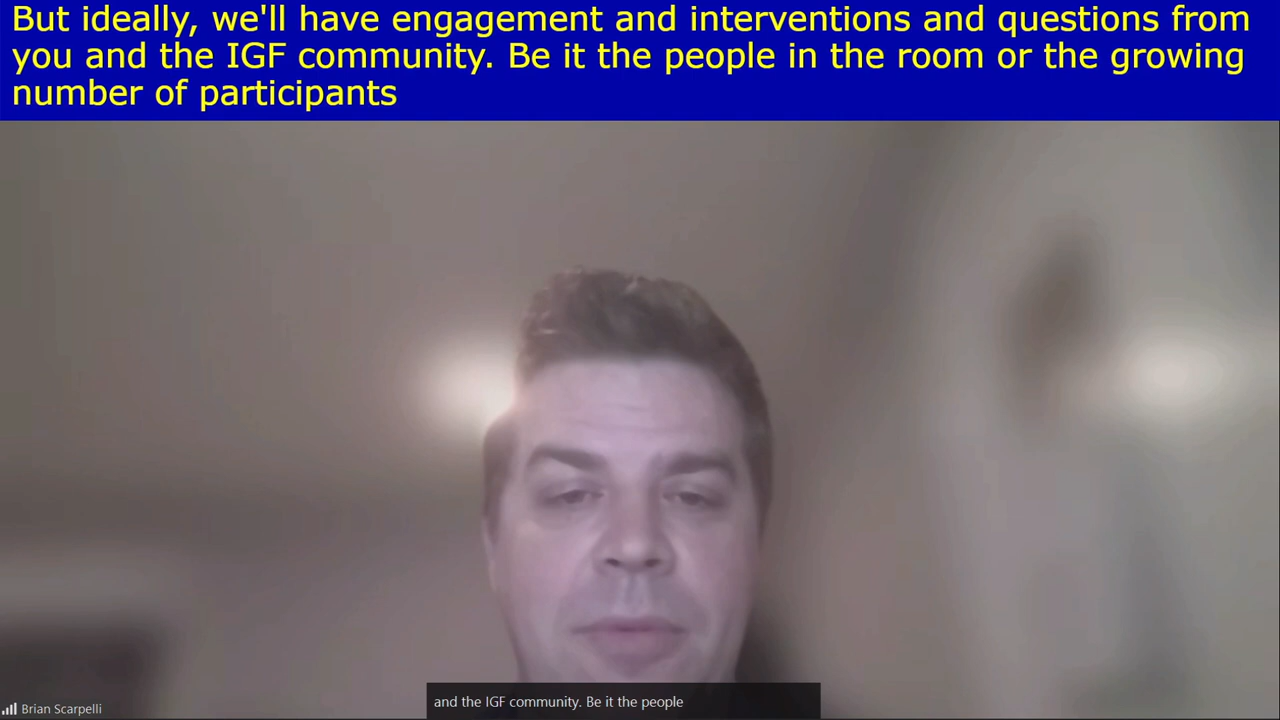 But ideally, we'll have engagement and interventions and questions from
you and the IGF community. Be it the people in the room or the growing
number of participants
and the IGF community. Be it the people
Brian Scarpelli